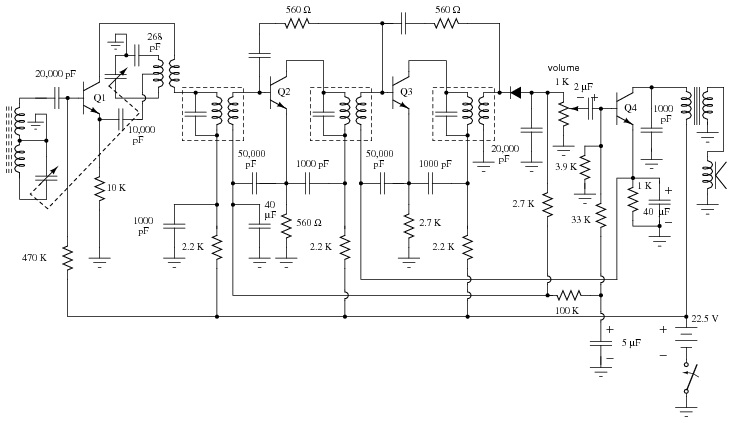 560 Ω
560 Ω
268
pF
20,000 pF
Q1
10,000
pF
Q2
Q3
volume
1 K
2 µF
−
+
Q4
1000
pF
50,000
pF
1000 pF
50,000
pF
1000 pF
20,000
pF
3.9 K
10 K
1000
pF
40
µF
560 Ω
2.7 K
2.7 K
33 K
1 K
+
40 µF
−
470 K
2.2 K
2.2 K
2.2 K
100 K
22.5 V
+
5 µF
−
+
−